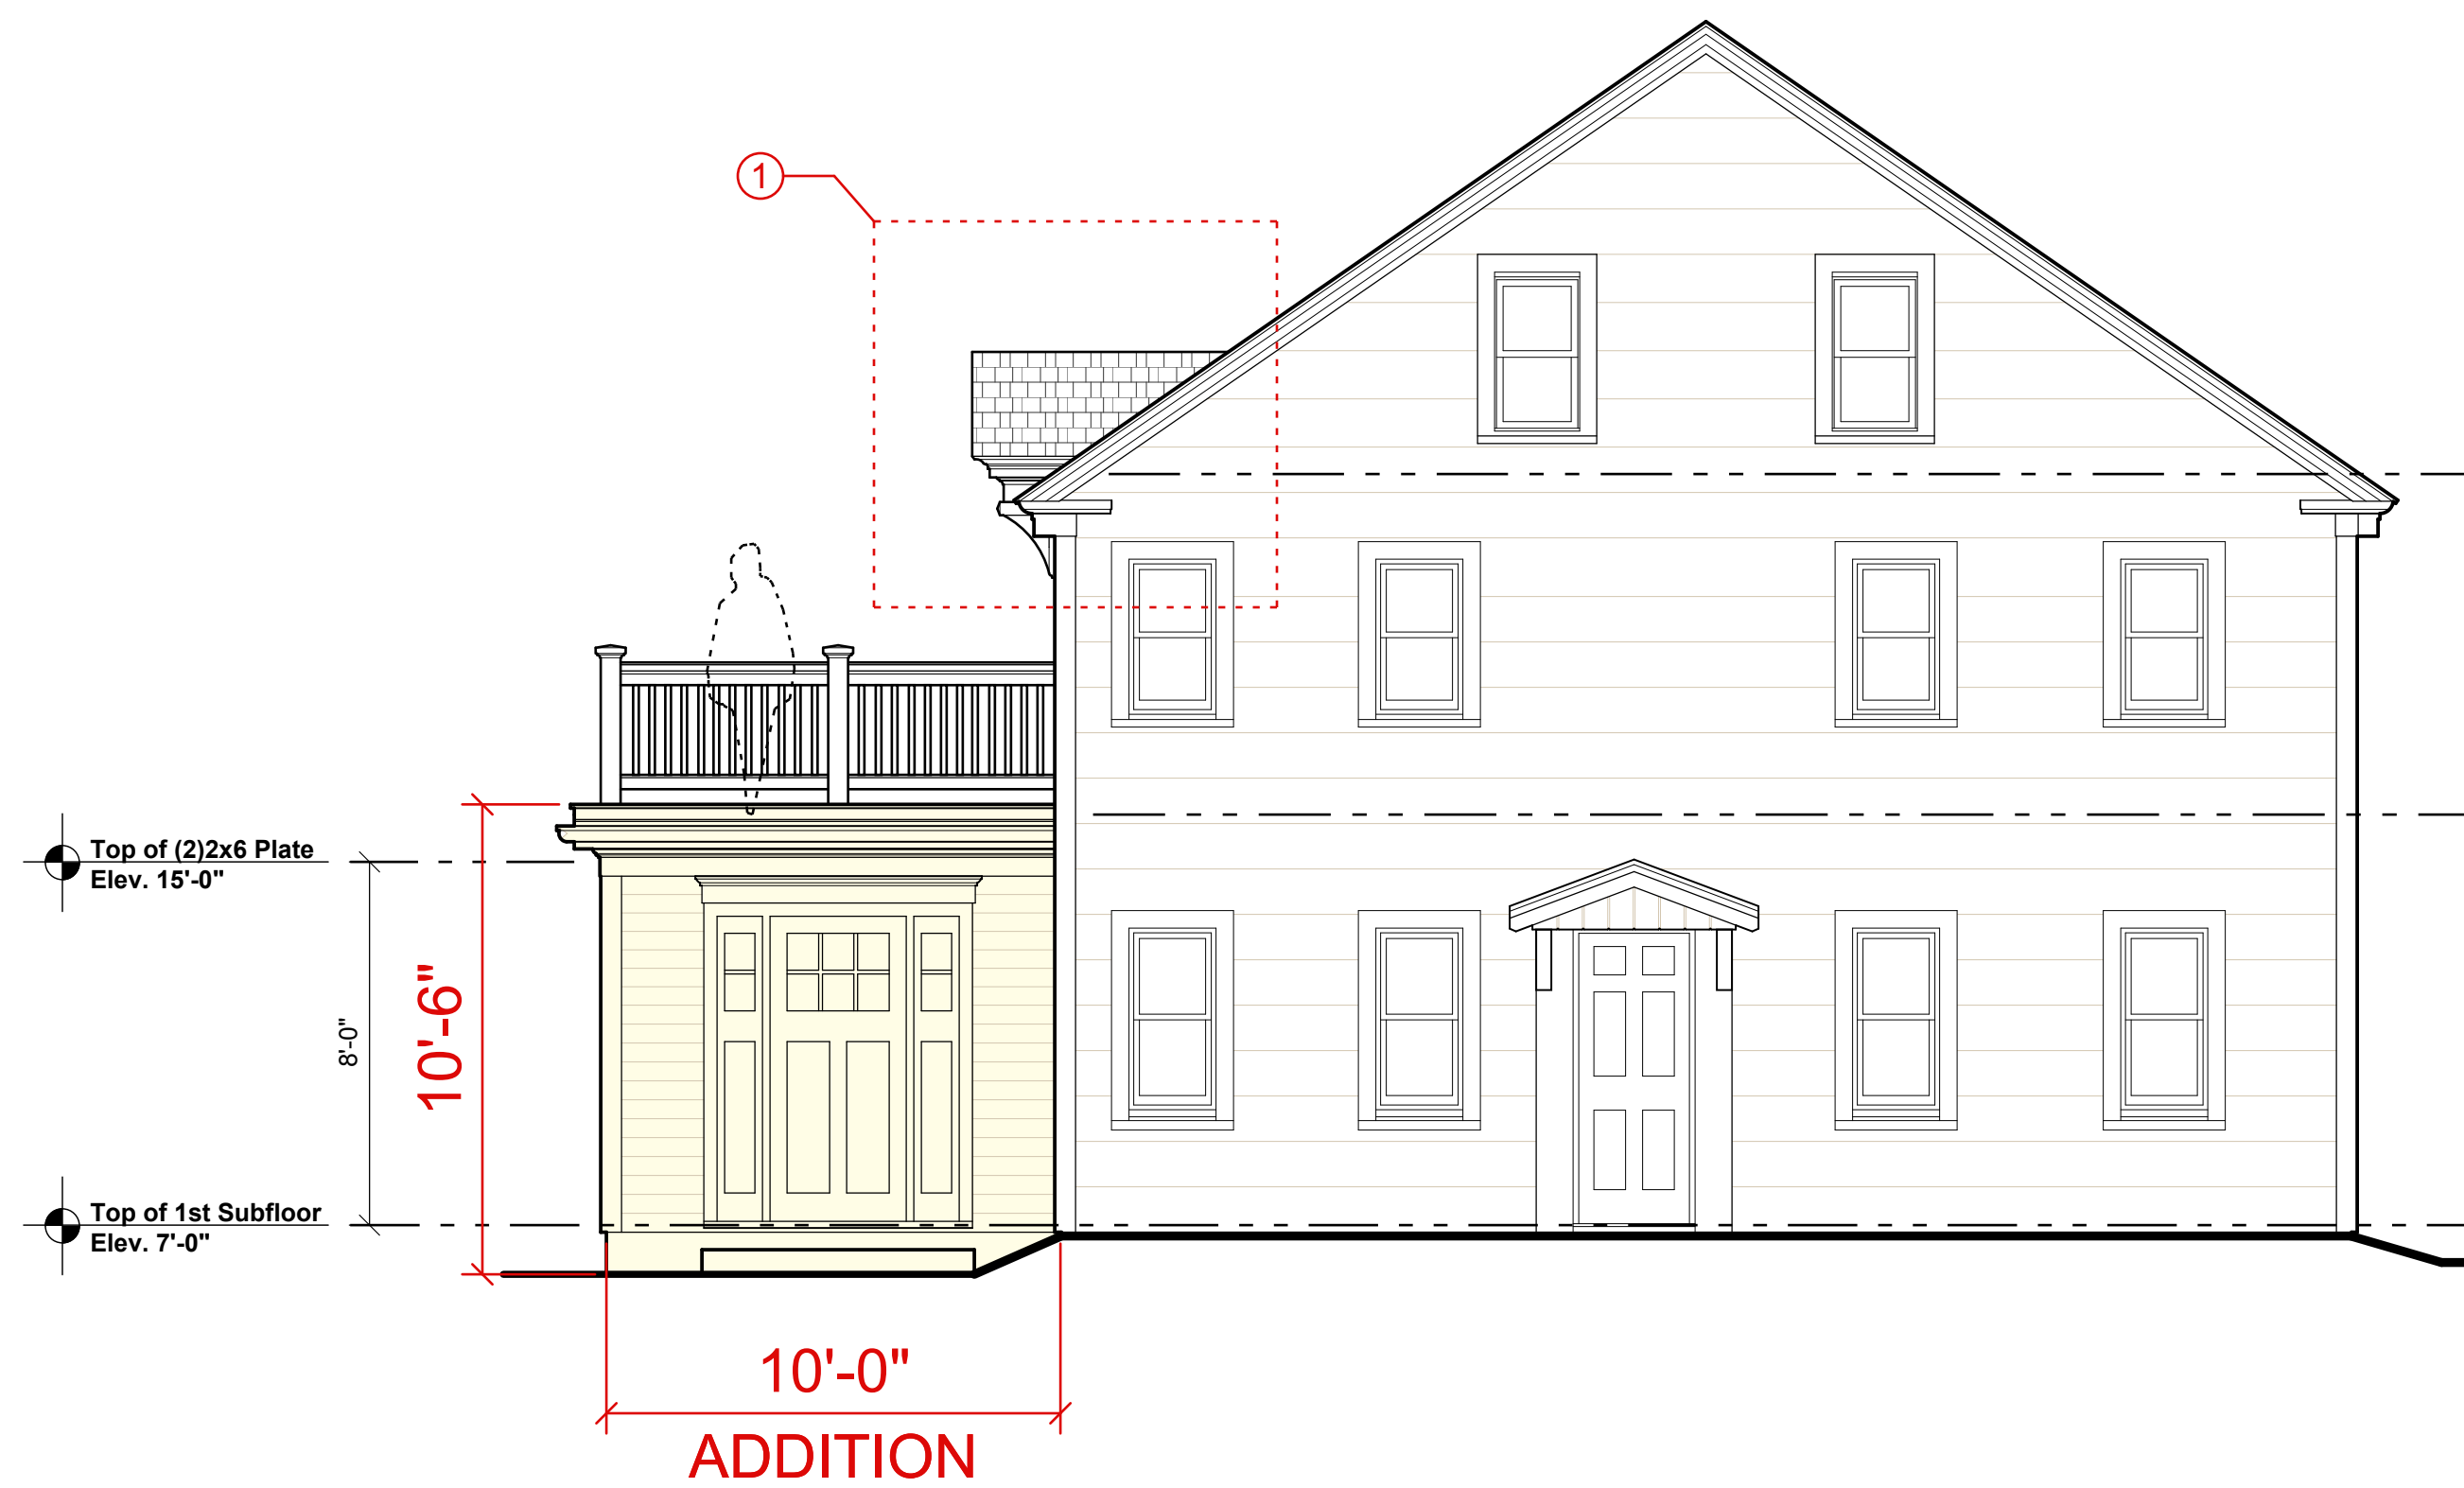 1
Top of (2)2x6 Plate
Elev. 15'-0"
8'-0"
10'-6"
Top of 1st Subfloor
Elev. 7'-0"
10'-0"
ADDITION